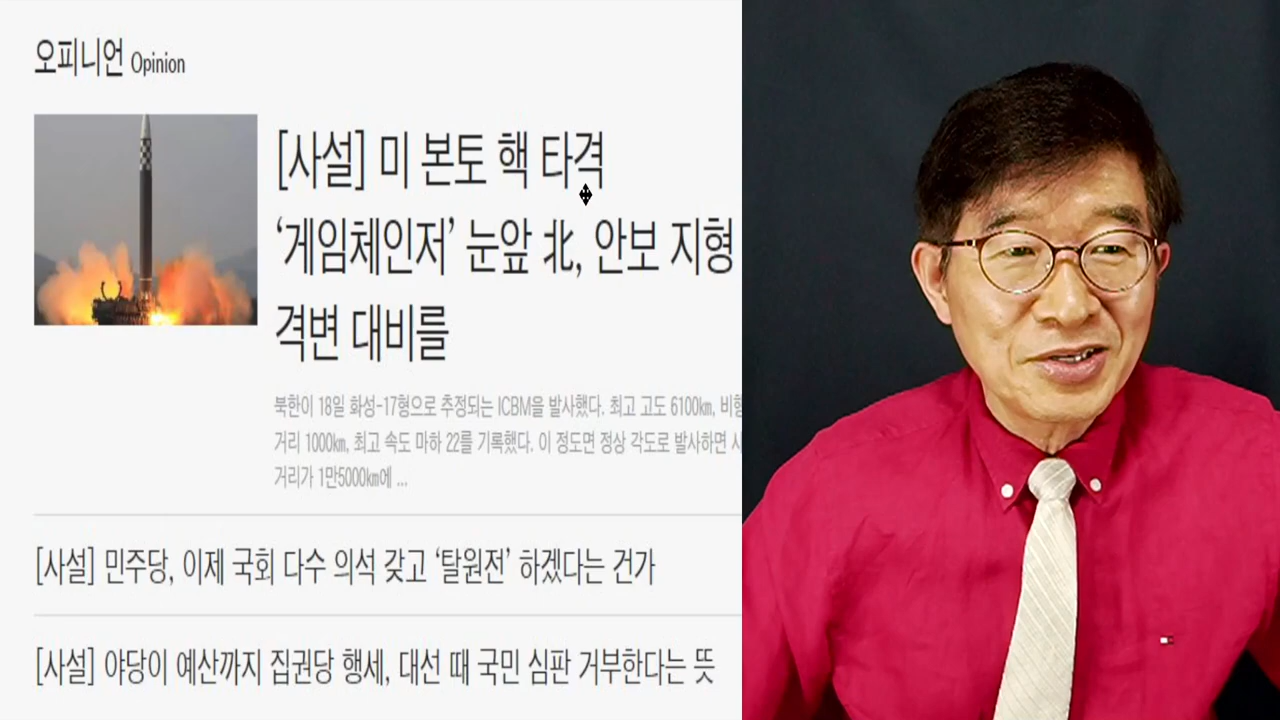 오피니언 Opinion
[사설] 미 본토 핵 타격
‘게임체인저’ 눈앞 北, 안보 지형
격변 대비를
북한이 18일 화성-17형으로 추정되는 ICBM을 발사했다. 최고 고도 6100㎞, 비행
거리 1000㎞, 최고 속도 마하 22를 기록했다. 이 정도면 정상 각도로 발사하면
거리가 1만5000㎞에 ...
[사설] 민주당, 이제 국회 다수 의석 갖고 ‘탈원전’ 하겠다는 건가
[사설] 야당이 예산까지 집권당 행세, 대선 때 국민 심판 거부한다는 뜻